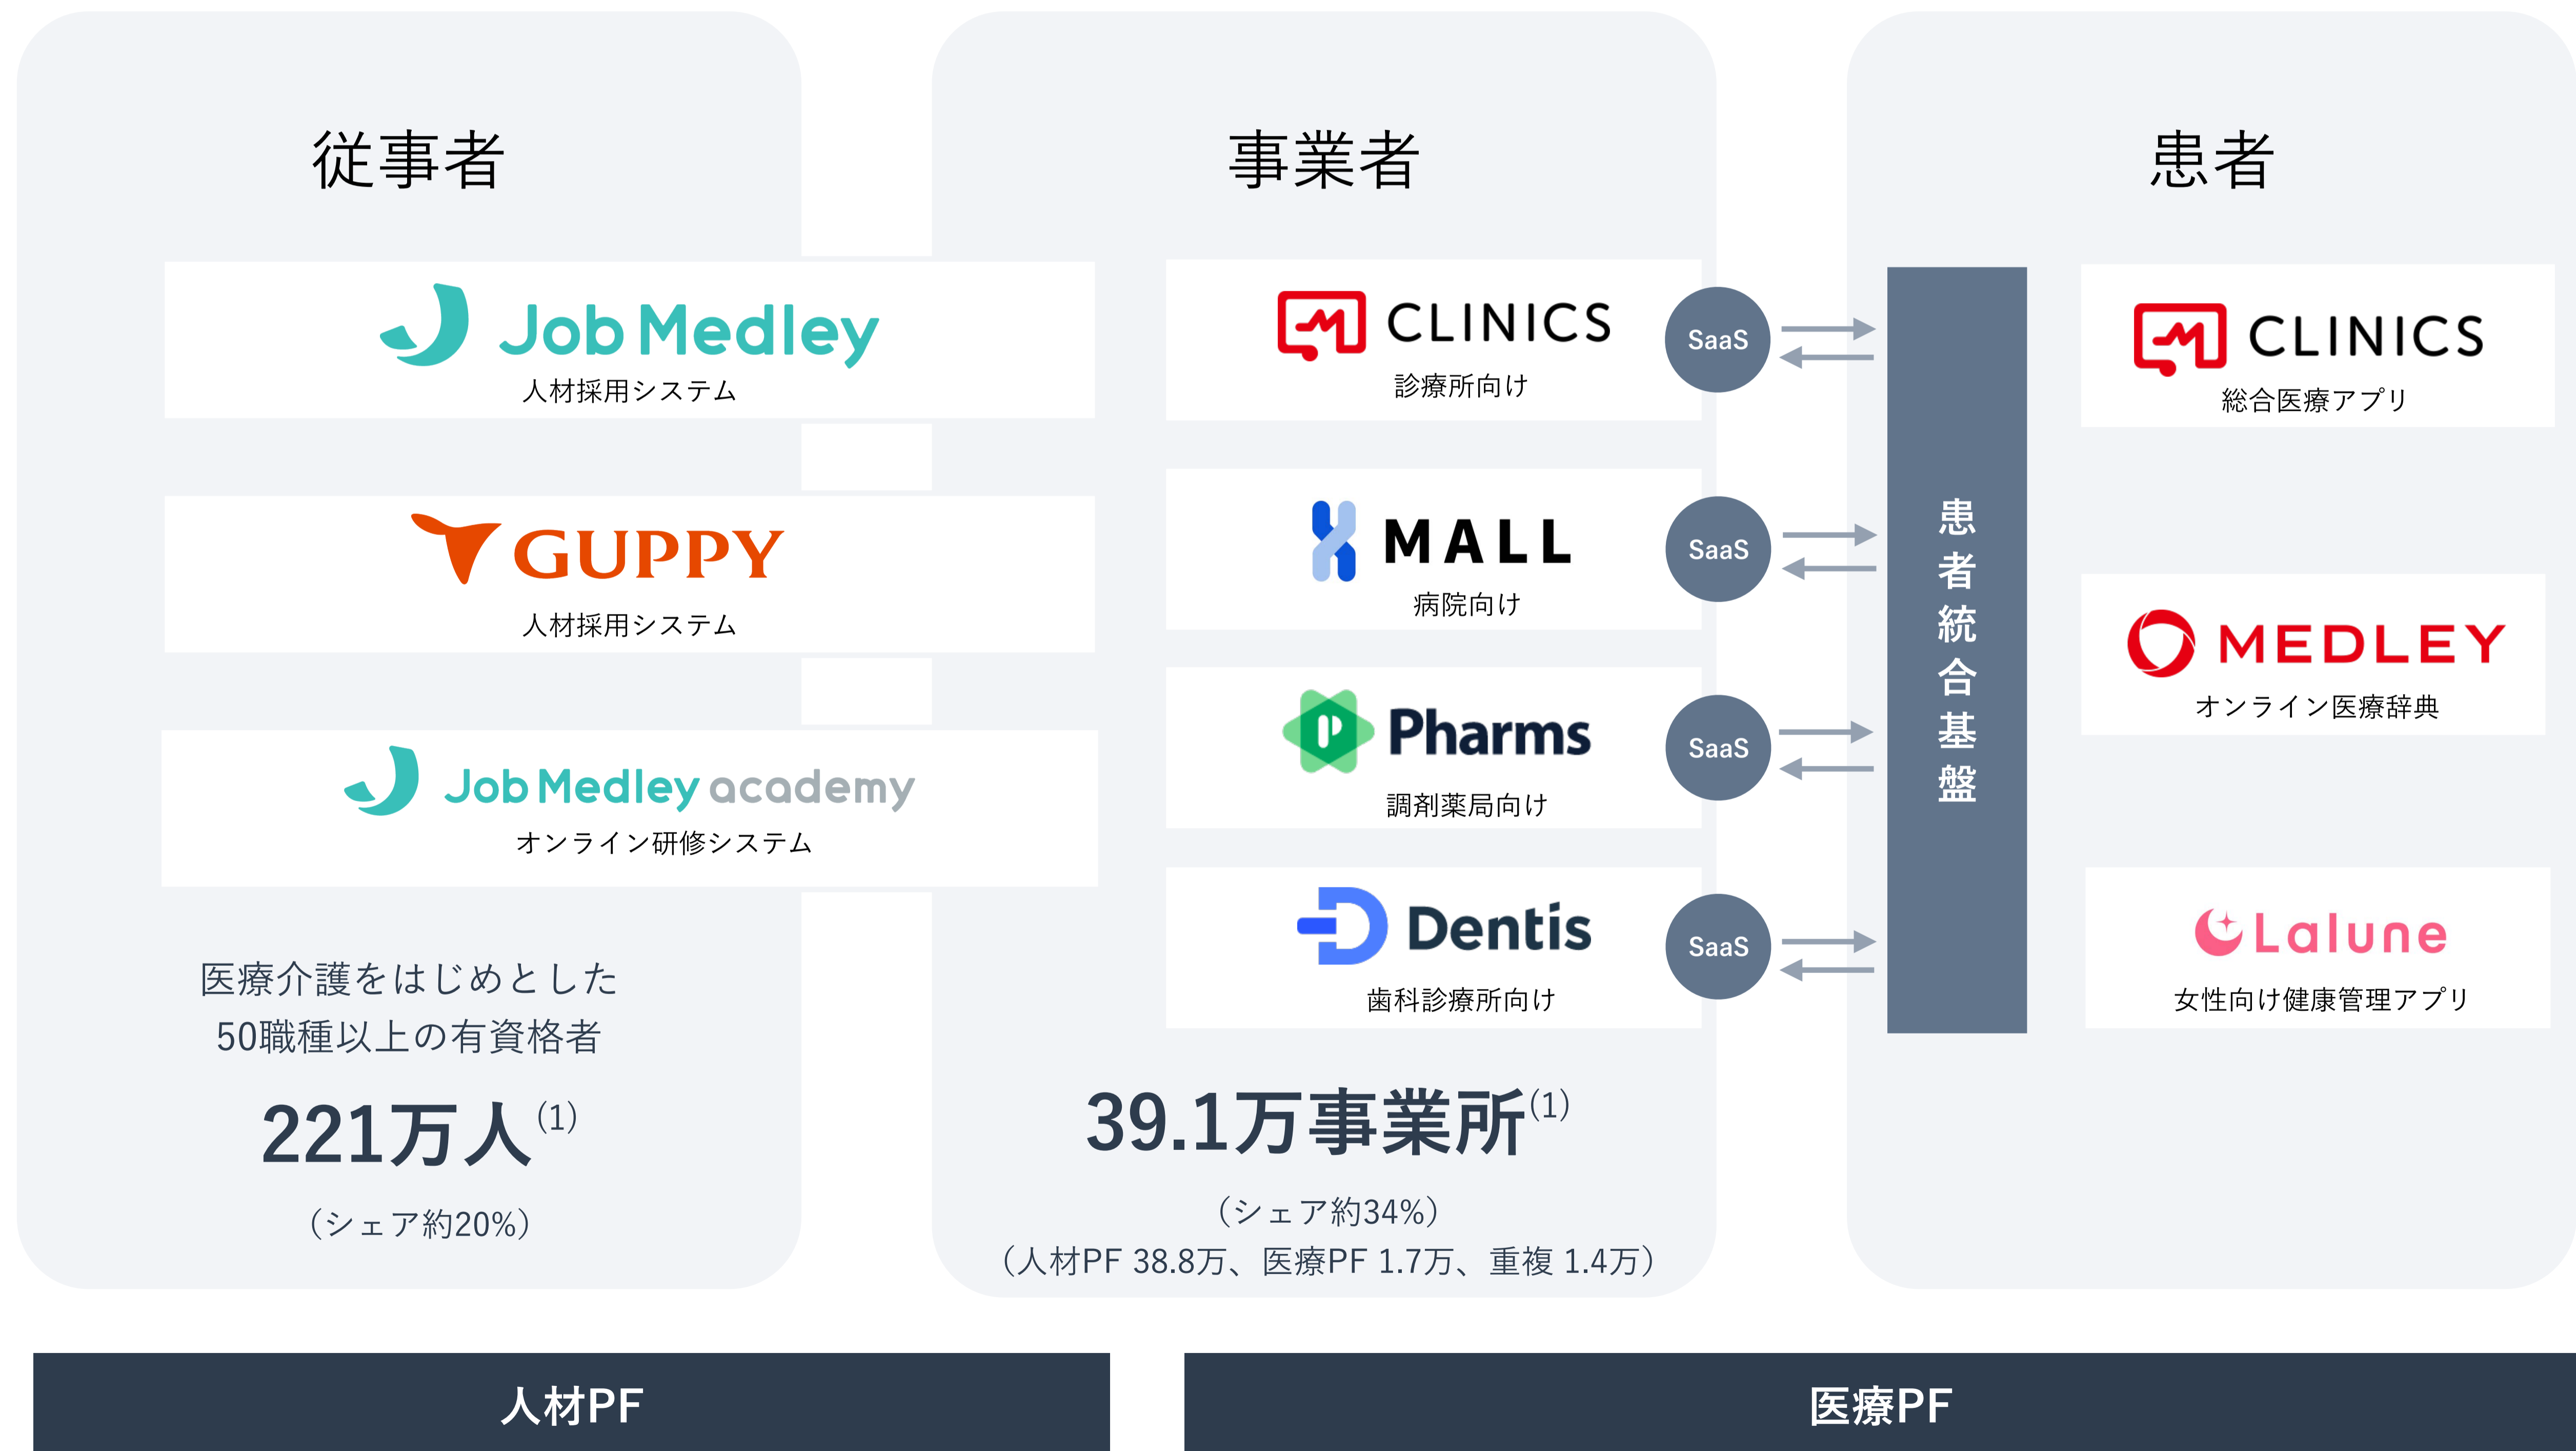 従事者
Job Medley
人材採用システム
GUPPY
人材採用システム
Job Medley academy
オンライン研修システム
医療介護をはじめとした
50職種以上の有資格者
221万人(1)
（シェア約20%）
事業者
CLINICS
診療所向け
SaaS
MALL
病院向け
SaaS
Pharms
調剤薬局向け
SaaS
Dentis
歯科診療所向け
SaaS
39.1万事業所(1)
（シェア約34%）
（人材PF 38.8万、医療PF 1.7万、重複 1.4万）
患者
患者統合基盤
CLINICS
総合医療アプリ
MEDLEY
オンライン医療辞典
Lalune
女性向け健康管理アプリ
人材PF
医療PF